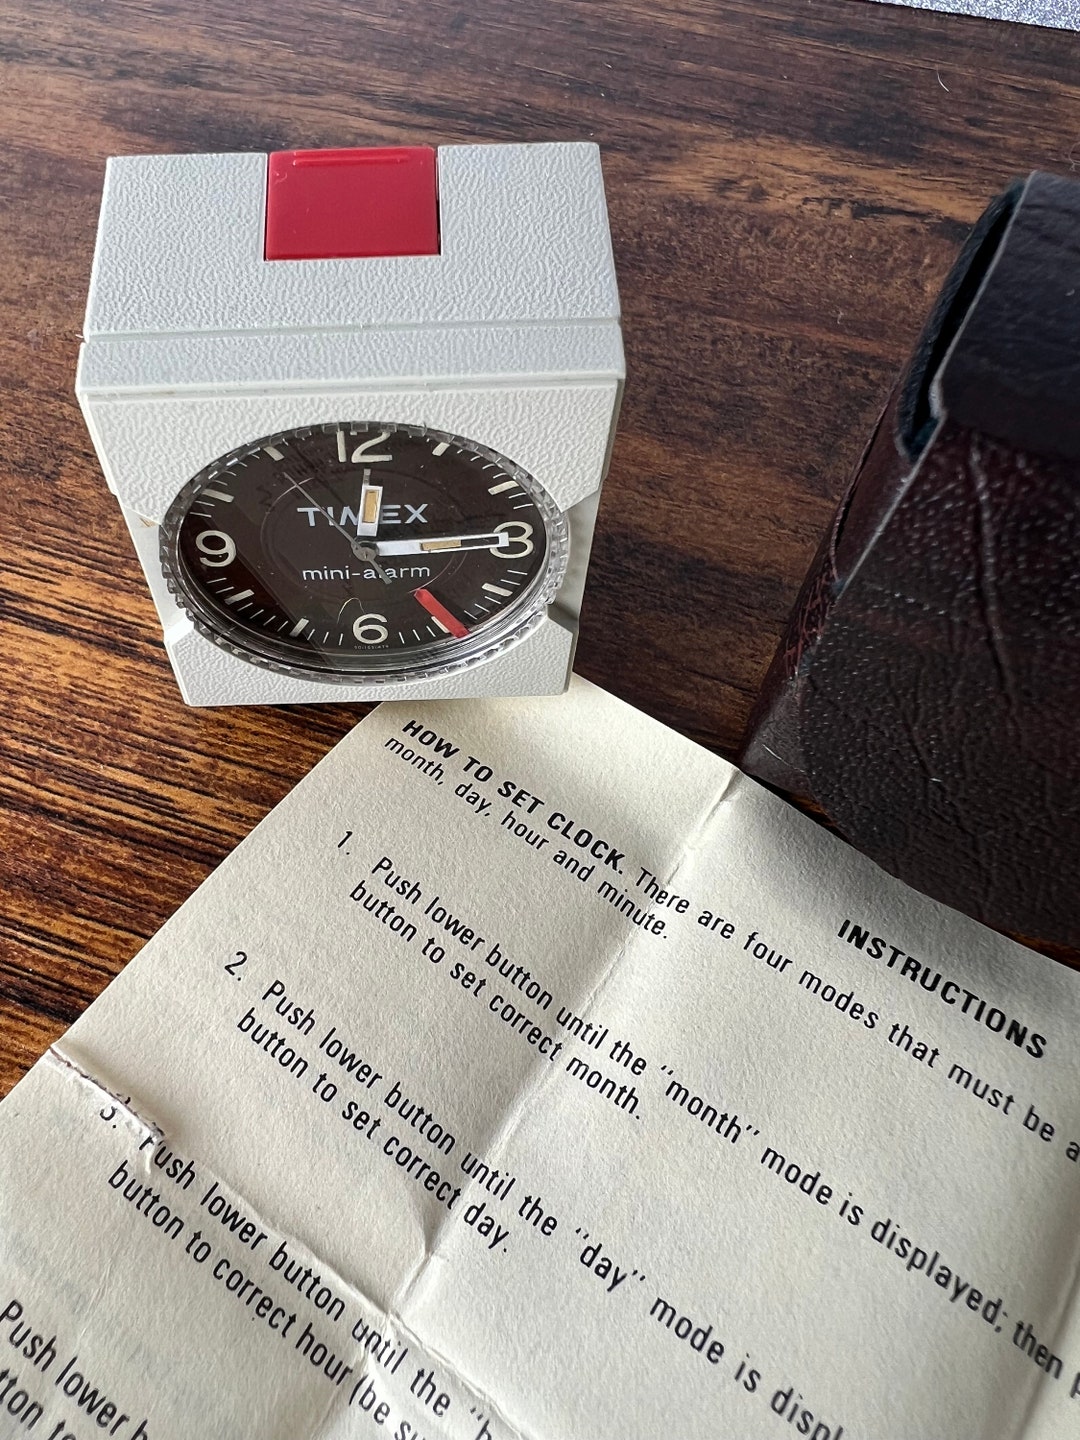 12
TIMEX
9
3
mini-alarm
6
INSTRUCTIONS
HOW TO SET CLOCK. There are four modes that must be
month, day, hour and minute.
1. Push lower button until the "month" mode is displayed; then
button to set correct month.
2. Push lower button until the "day" mode is
button to set correct day.
3. Push lower button until the
button to correct hour (be
Push lower